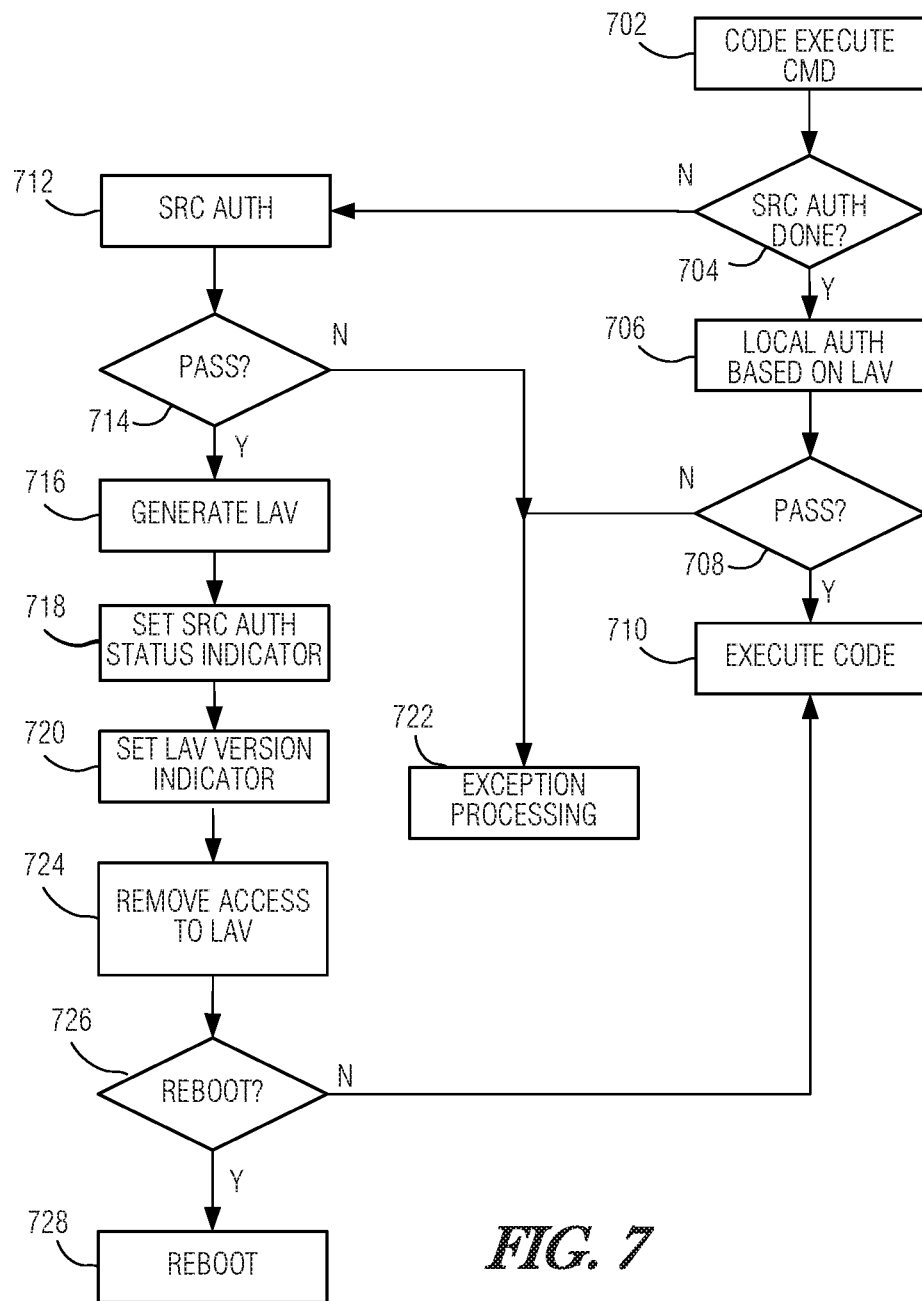 702
CODE EXECUTE
CMD
712
SRC AUTH
N
SRC AUTH
DONE?
704
Y
706
LOCAL AUTH
BASED ON LAV
PASS?
N
714
Y
716
GENERATE LAV
N
PASS?
708
Y
718
SET SRC AUTH
STATUS INDICATOR
710
EXECUTE CODE
720
SET LAV VERSION
INDICATOR
722
EXCEPTION
PROCESSING
724
REMOVE ACCESS
TO LAV
726
REBOOT?
N
Y
728
REBOOT
FIG. 7